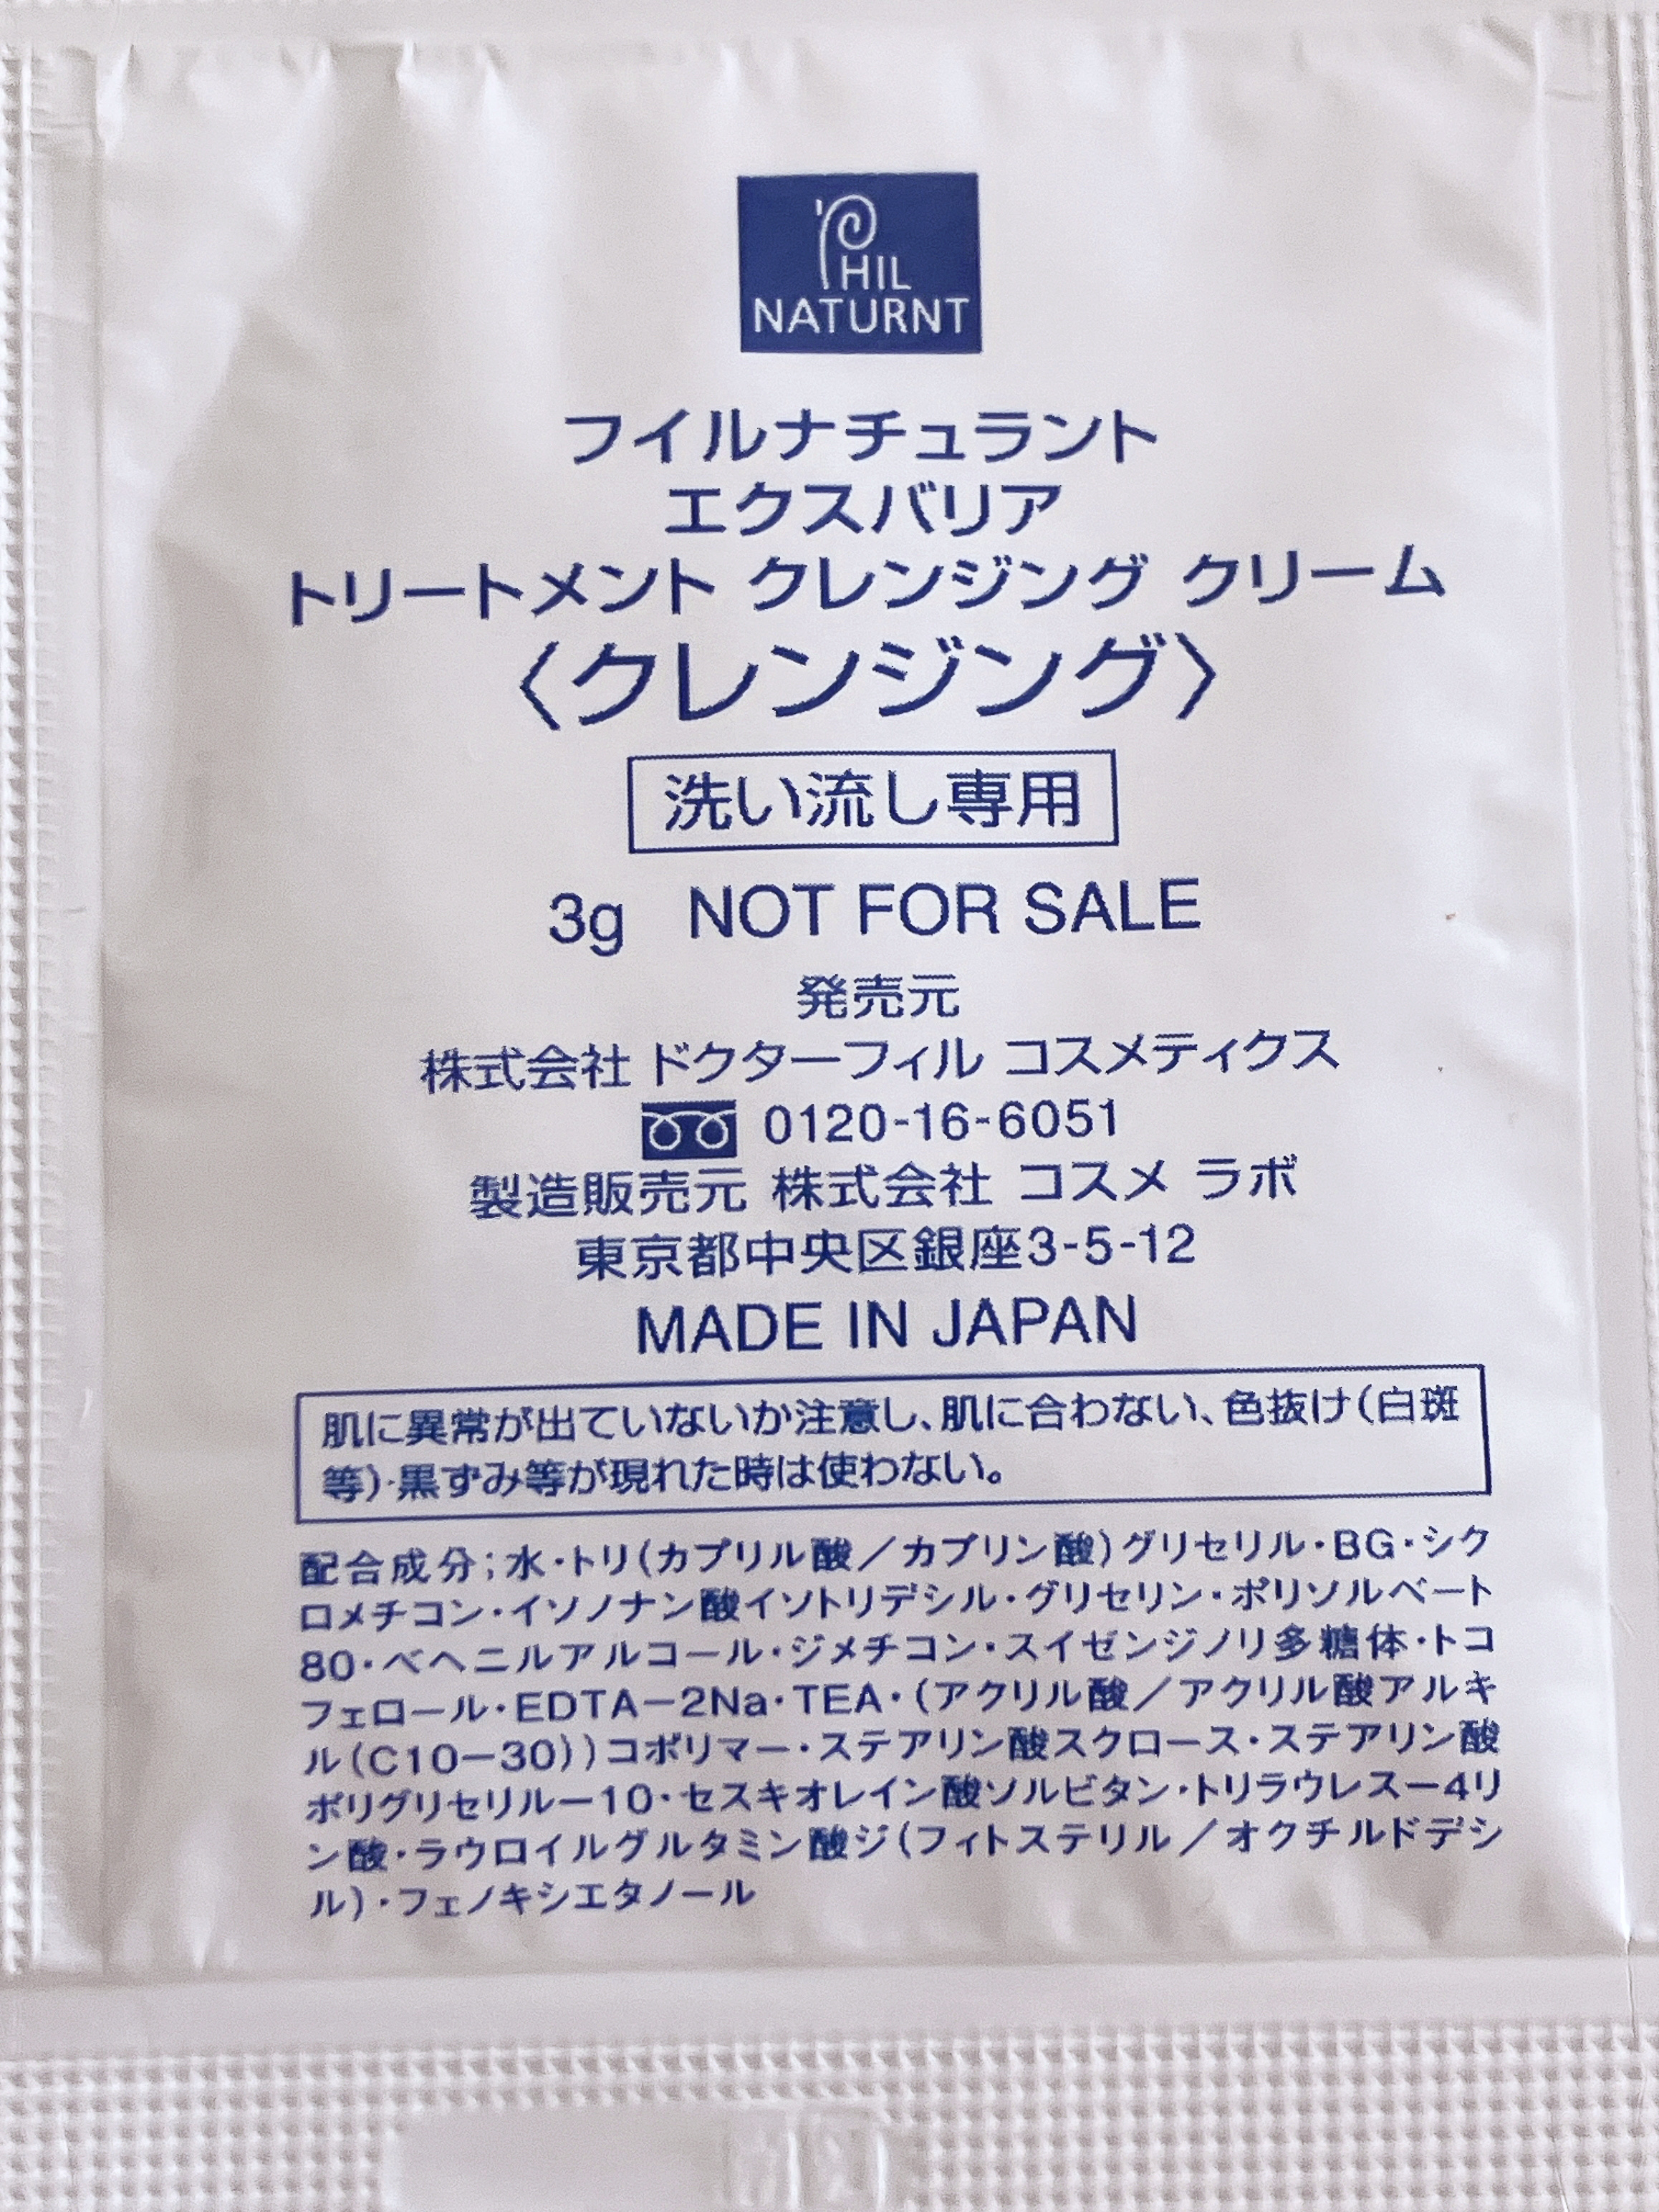 PHIL
NATURNT
フイルナチュラント
エクスバリア
トリートメント クレンジング クリーム
〈クレンジング〉
洗い流し専用
3g NOT FOR SALE
発売元
株式会社 ドクターフィル コスメティクス
0120-16-6051
製造販売元 株式会社 コスメ ラボ
東京都中央区銀座3-5-12
MADE IN JAPAN
肌に異常が出ていないか注意し、肌に合わない、色抜け(白斑
等)・黒ずみ等が現れた時は使わない。
配合成分;水・トリ(カプリル酸/カプリン酸)グリセリル・BG・シク
ロメチコン・イソノナン酸イソトリデシル・グリセリン・ポリソルベート
80・ベヘニルアルコール・ジメチコン・スイゼンジノリ多糖体・トコ
フェロール・EDTA-2Na・TEA・(アクリル酸/アクリル酸アルキ
ル(C10-30))コポリマー・ステアリン酸スクロース・ステアリン酸
ポリグリセリル-10・セスキオレイン酸ソルビタン・トリラウレス-4リ
ン酸・ラウロイルグルタミン酸ジ(フィトステリル/オクチルドデシ
ル)・フェノキシエタノール